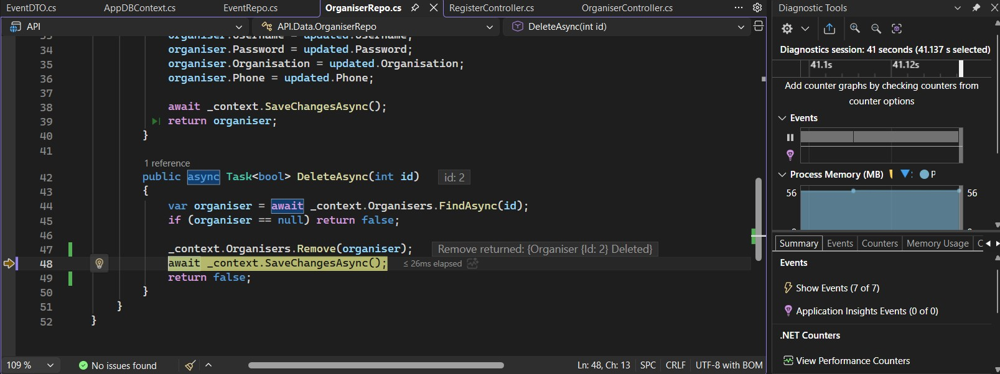 EventDTO.cs AppDBContext.cs EventRepo.cs OrganiserRepo.cs RegisterController.cs OrganiserController.cs
API API.Data.OrganiserRepo DeleteAsync(int id)
organiser.Username = updated.Username;
34 organiser.Password = updated.Password;
35 organiser.Organisation = updated.Organisation;
36 organiser.Phone = updated.Phone;
37
38 await _context.SaveChangesAsync();
39 return organiser;
40 }
41
1 reference
42 public async Task<bool> DeleteAsync(int id) id: 2
43 {
44 var organiser = await _context.Organisers.FindAsync(id);
45 if (organiser == null) return false;
46
47 _context.Organisers.Remove(organiser); Remove returned: {Organiser {Id: 2} Deleted}
48 await _context.SaveChangesAsync(); ≤ 26ms elapsed
49 return false;
50 }
51 }
52 }
109 % No issues found Ln: 48, Ch: 13 SPC CRLF UTF-8 with BOM
Diagnostic Tools
Diagnostics session: 41 seconds (41.137 s selected)
41.1s 41.12s
Add counter graphs by checking counters from
counter options
Events
Process Memory (MB) P
56 56
Summary Events Counters Memory Usage C
Events
Show Events (7 of 7)
Application Insights Events (0 of 0)
.NET Counters
View Performance Counters